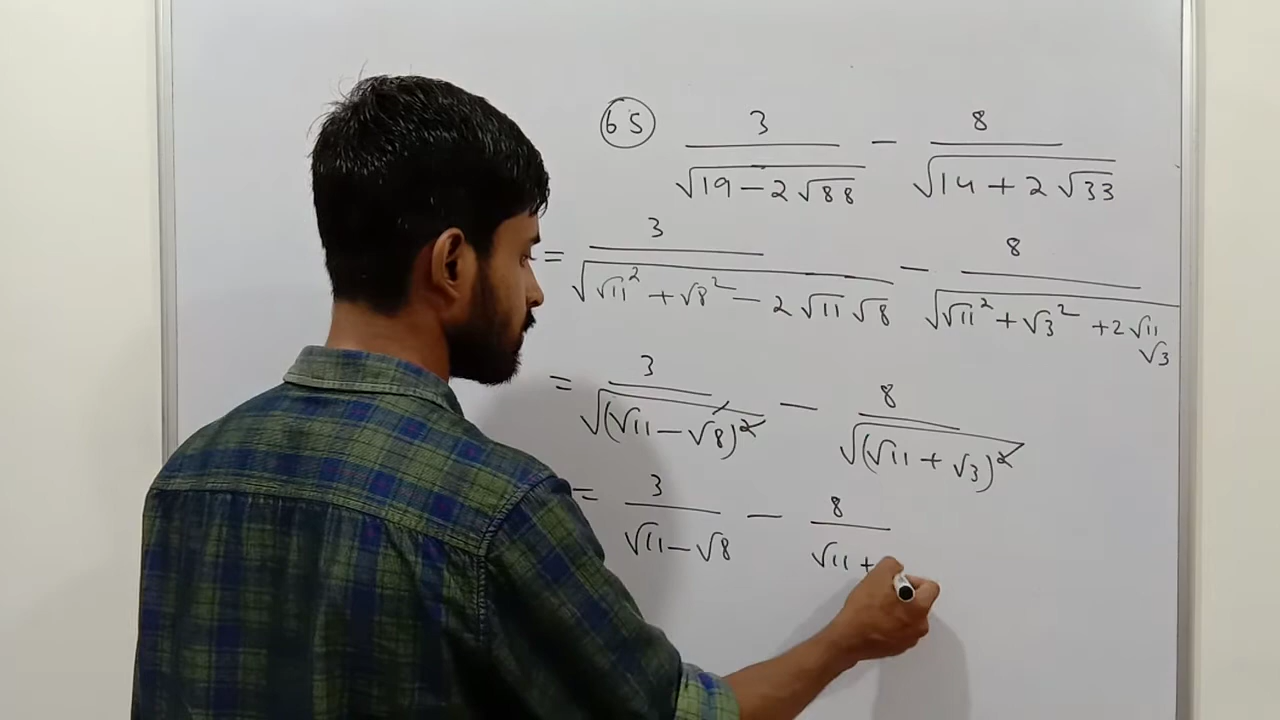 65 3/√(19 - 2√88) - 8/√(14 + 2√33)
= 3/√(√11² + √8² - 2√11√8) - 8/√(√11² + √3² + 2√11√3)
= 3/√((√11 - √8)²) - 8/√((√11 + √3)²)
= 3/(√11 - √8) - 8/(√11 +